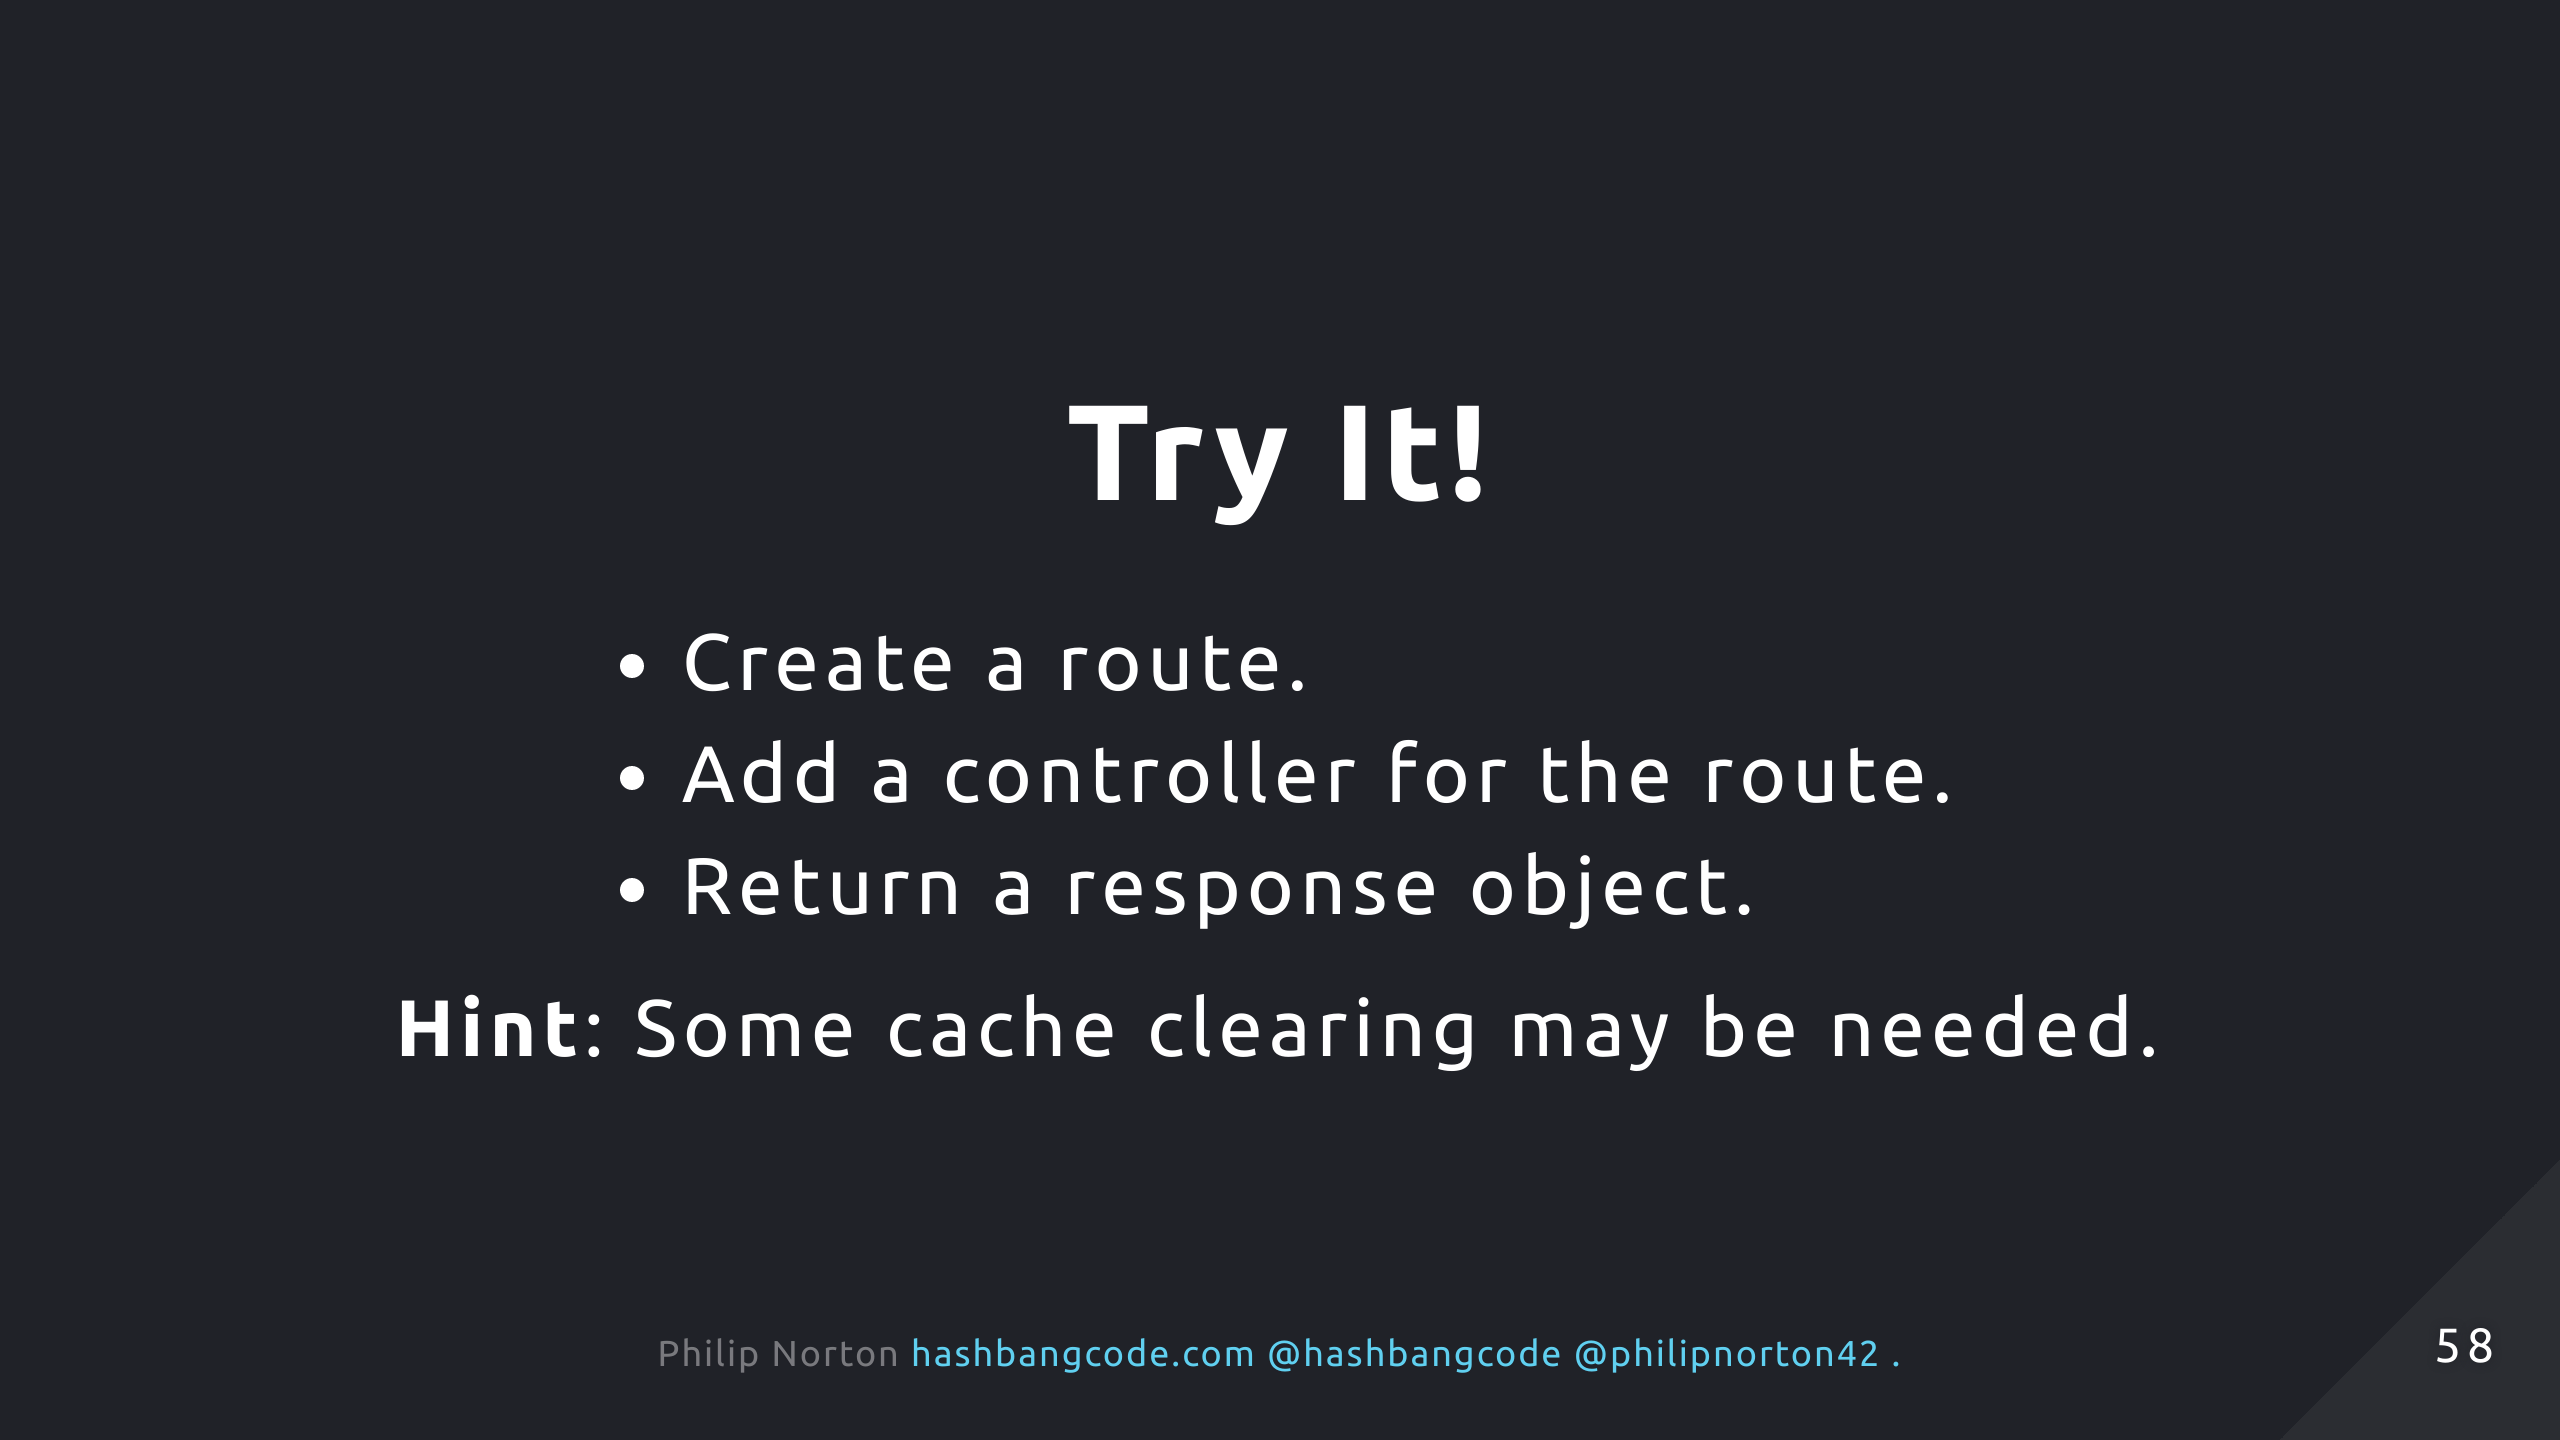 Try It!
• Create a route.
• Add a controller for the route.
• Return a response object.
Hint: Some cache clearing may be needed.
Philip Norton hashbangcode.com @hashbangcode @philipnorton42 .
58